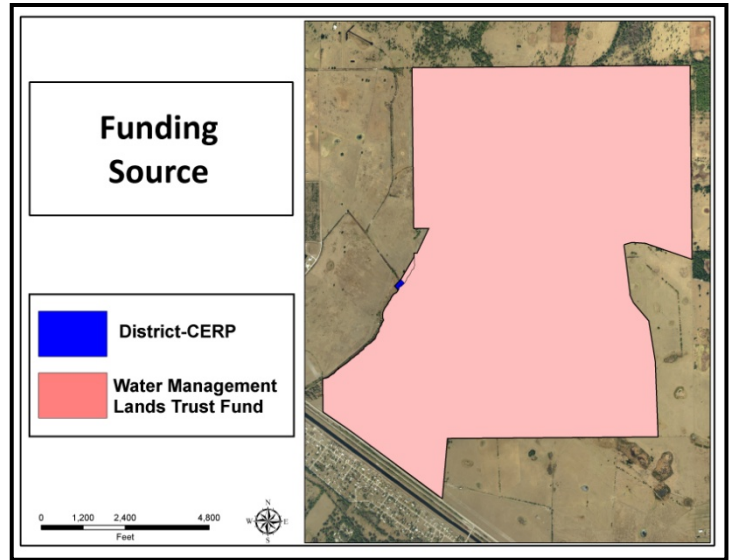 Funding
Source
District-CERP
Water Management
Lands Trust Fund
0 1,200 2,400 4,800
Feet
N
W E
S